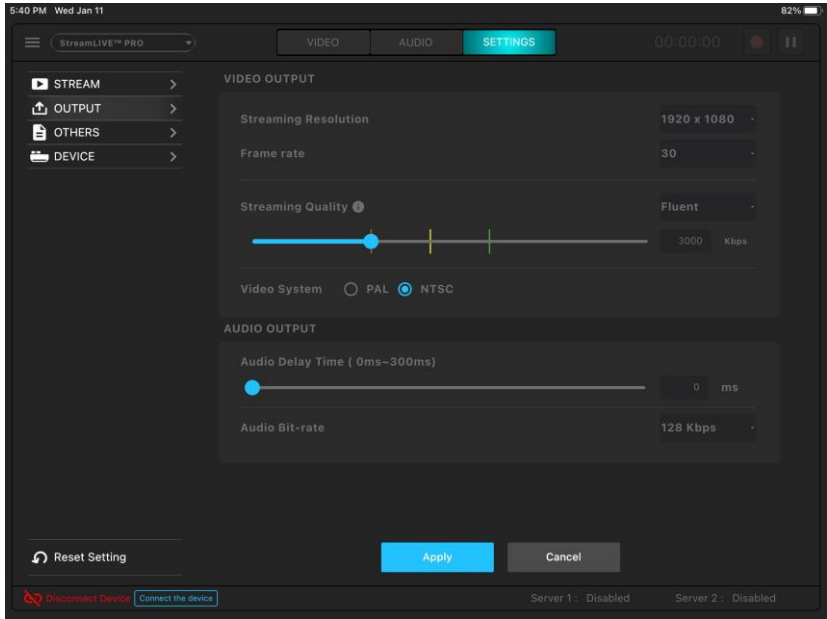 5:40 PM Wed Jan 11 82%
StreamLIVE™ PRO VIDEO AUDIO SETTINGS 00:00:00
STREAM
OUTPUT
OTHERS
DEVICE
VIDEO OUTPUT
Streaming Resolution 1920 x 1080
Frame rate 30
Streaming Quality Fluent
3000 Kbps
Video System PAL NTSC
AUDIO OUTPUT
Audio Delay Time ( 0ms~300ms)
0 ms
Audio Bit-rate 128 Kbps
Reset Setting Apply Cancel
Disconnect Device Connect the device Server 1 : Disabled Server 2 : Disabled